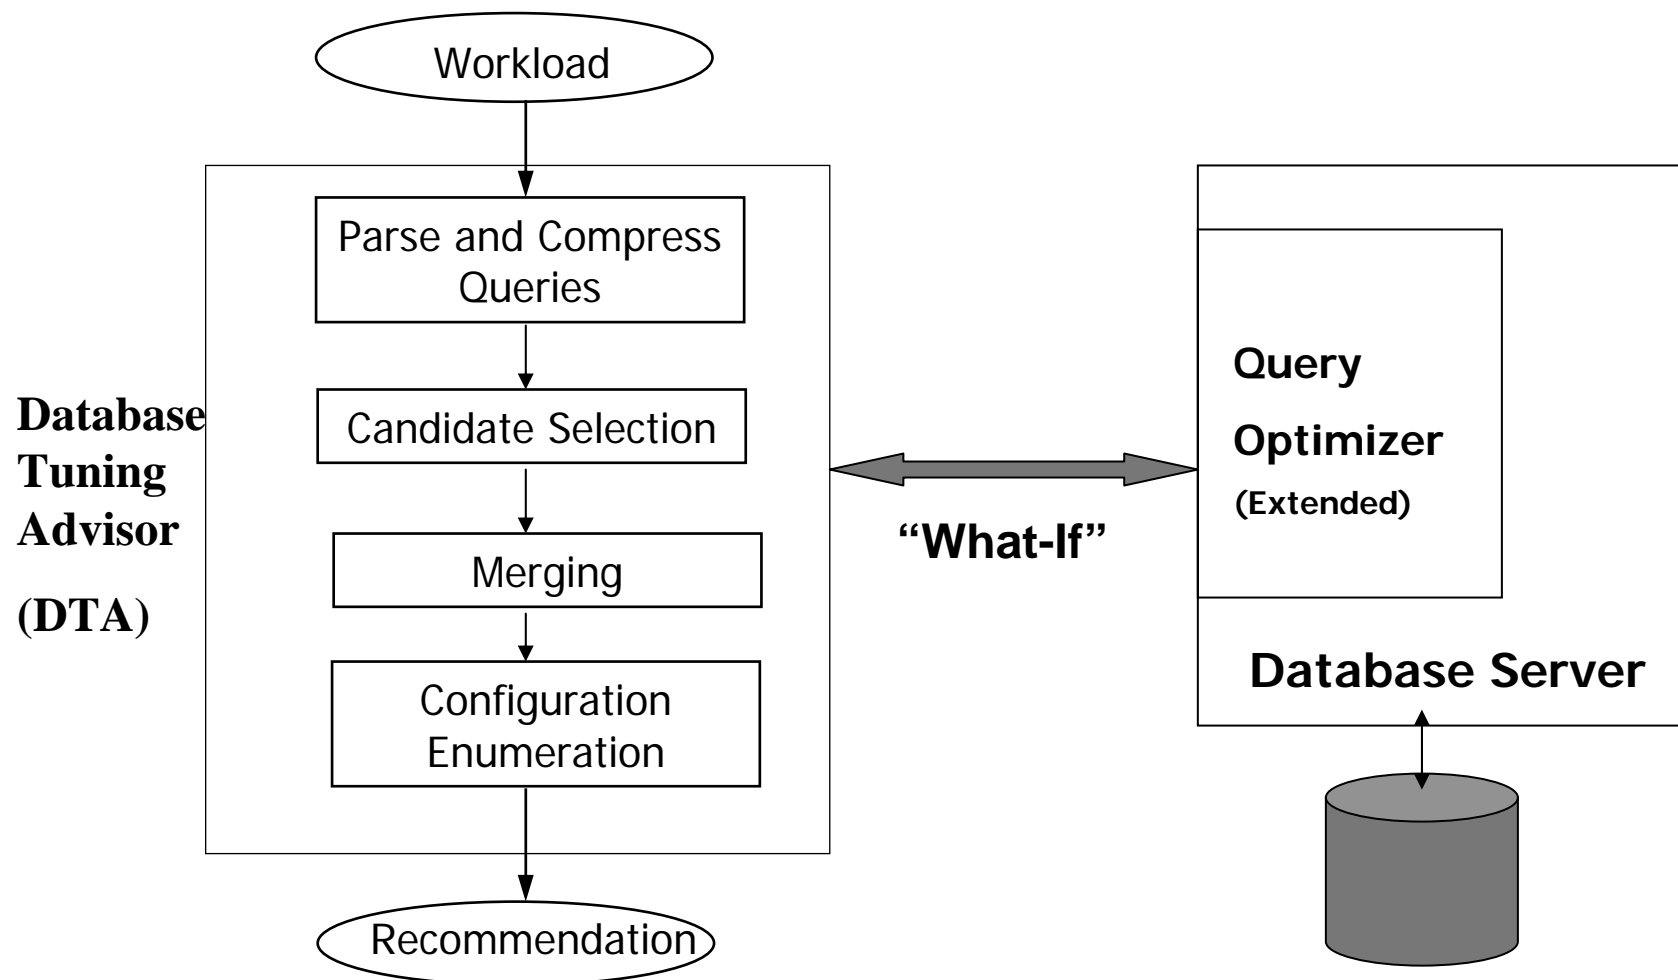 Workload
Parse and Compress
Queries
Candidate Selection
Merging
Configuration
Enumeration
Recommendation
Database
Tuning
Advisor
(DTA)
“What-If”
Query
Optimizer
(Extended)
Database Server